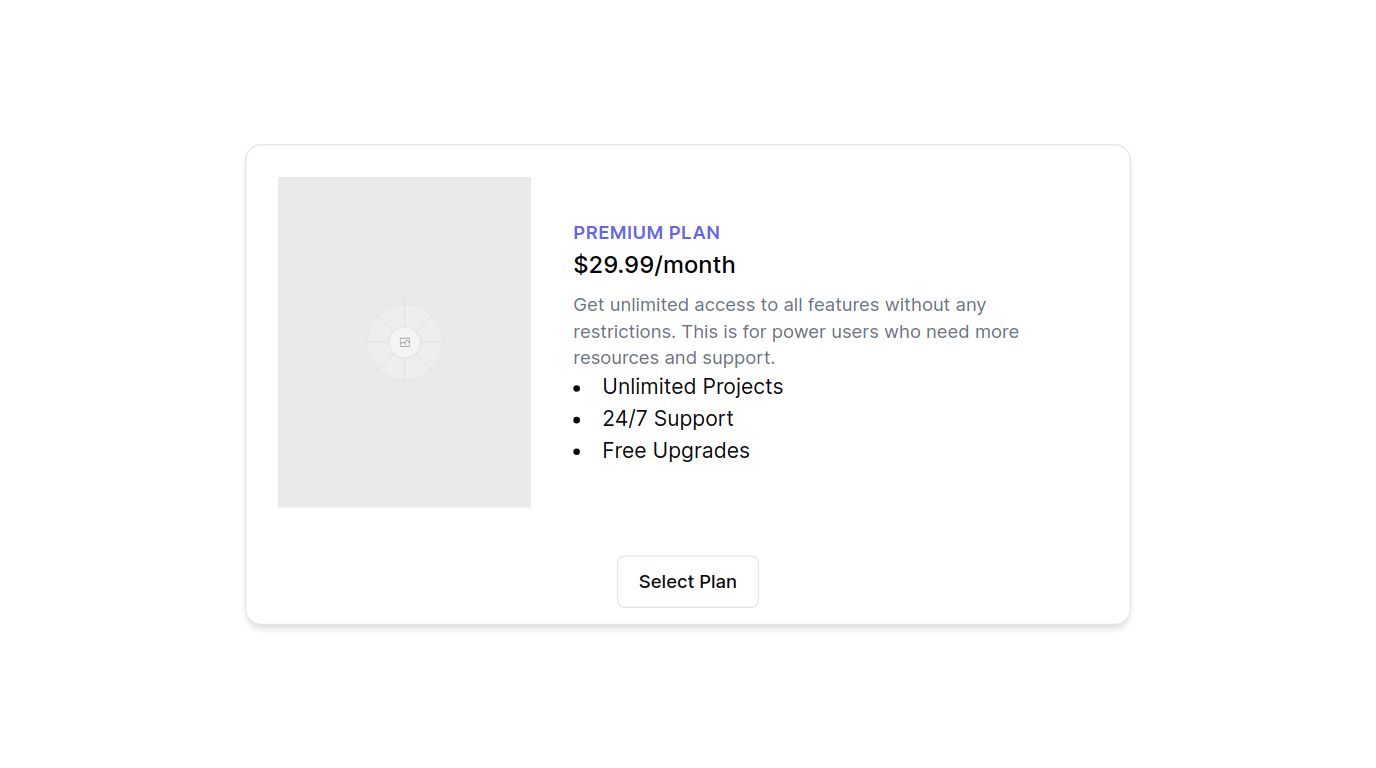 PREMIUM PLAN
$29.99/month
Get unlimited access to all features without any
restrictions. This is for power users who need more
resources and support.
Unlimited Projects
24/7 Support
Free Upgrades
Select Plan